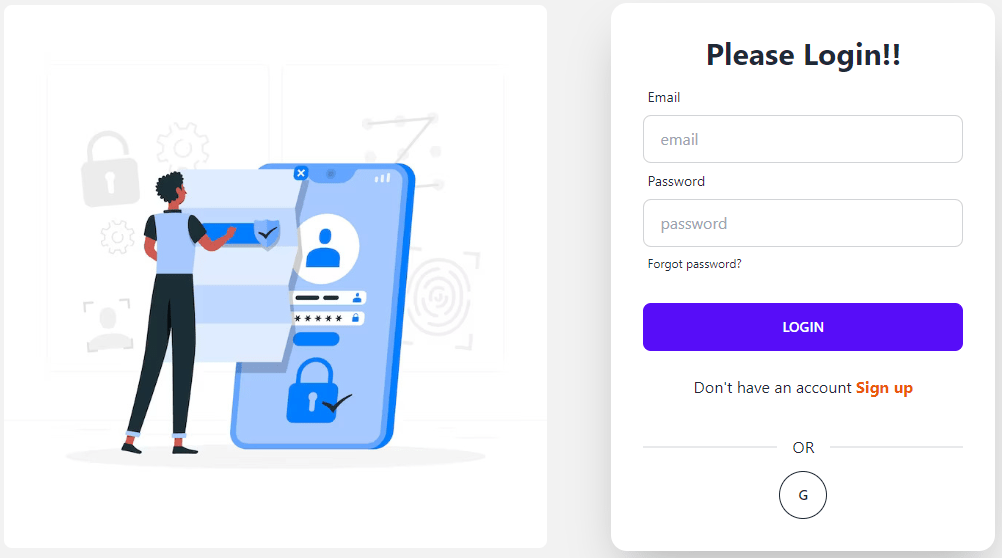 Please Login!!
Email
email
Password
password
Forgot password?
LOGIN
Don't have an account Sign up
OR
G